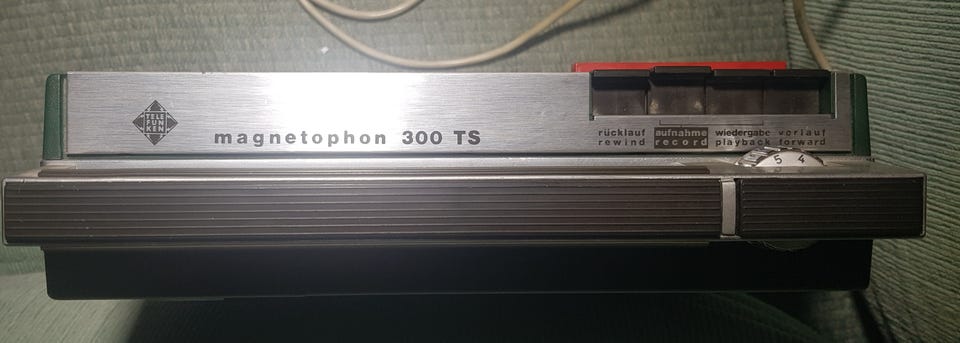 TELE
FUN
KEN
magnetophon 300 TS
rücklauf aufnahme wiedergabe vorlauf
rewind record playback forward
5 4